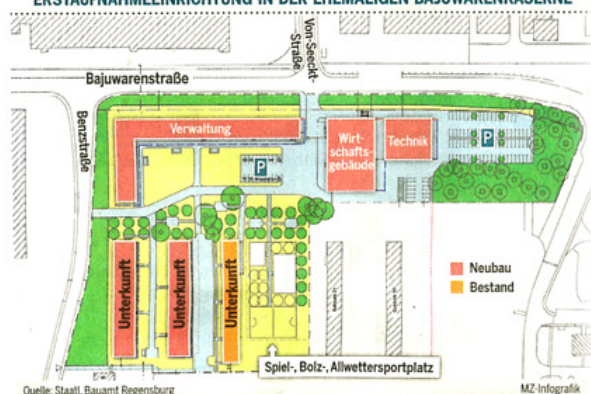 ERSTAUFNAHMEEINRICHTUNG IN DER EHEMALIGEN BAJUWARENKASERNE
Von-Seeckt-
Straße
Bajuwarenstraße
Benzstraße
Verwaltung
P
Wirt-
schafts-
gebäude
Technik
P
Unterkunft
Unterkunft
Unterkunft
Neubau
Bestand
Spiel-, Bolz-, Allwettersportplatz
Quelle: Staatl. Bauamt Regensburg
MZ-Infografik